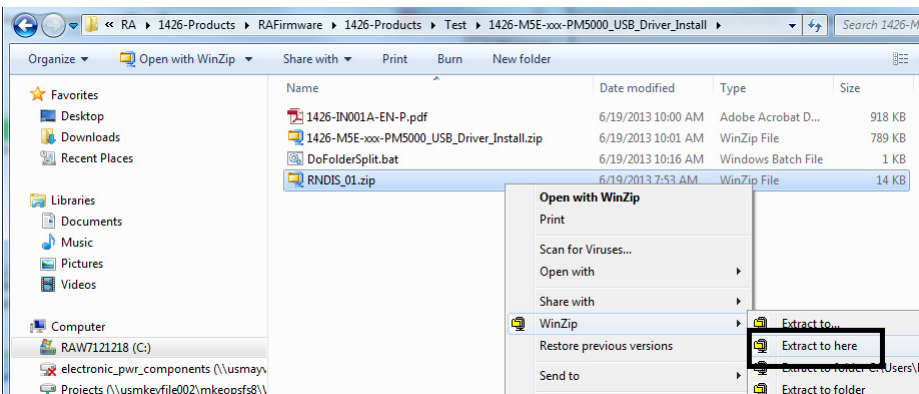 « RA ▸ 1426-Products ▸ RAFirmware ▸ 1426-Products ▸ Test ▸ 1426-M5E-xxx-PM5000_USB_Driver_Install ▸ Search 1426-M
Organize Open with WinZip Share with Print Burn New folder
Favorites
Desktop
Downloads
Recent Places
Libraries
Documents
Music
Pictures
Videos
Computer
RAW7121218 (C:)
electronic_pwr_components (\\usmayv
Projects (\\usmkevfile002\mkeopsfs8\\
Name Date modified Type Size
1426-IN001A-EN-P.pdf 6/19/2013 10:00 AM Adobe Acrobat D... 918 KB
1426-M5E-xxx-PM5000_USB_Driver_Install.zip 6/19/2013 10:01 AM WinZip File 789 KB
DoFolderSplit.bat 6/19/2013 10:16 AM Windows Batch File 1 KB
RNDIS_01.zip 6/19/2013 7:53 AM WinZip File 14 KB
Open with WinZip
Print
Scan for Viruses...
Open with
Share with
WinZip
Restore previous versions
Send to
Extract to...
Extract to here
Extract to folder C:\Users\
Extract to folder